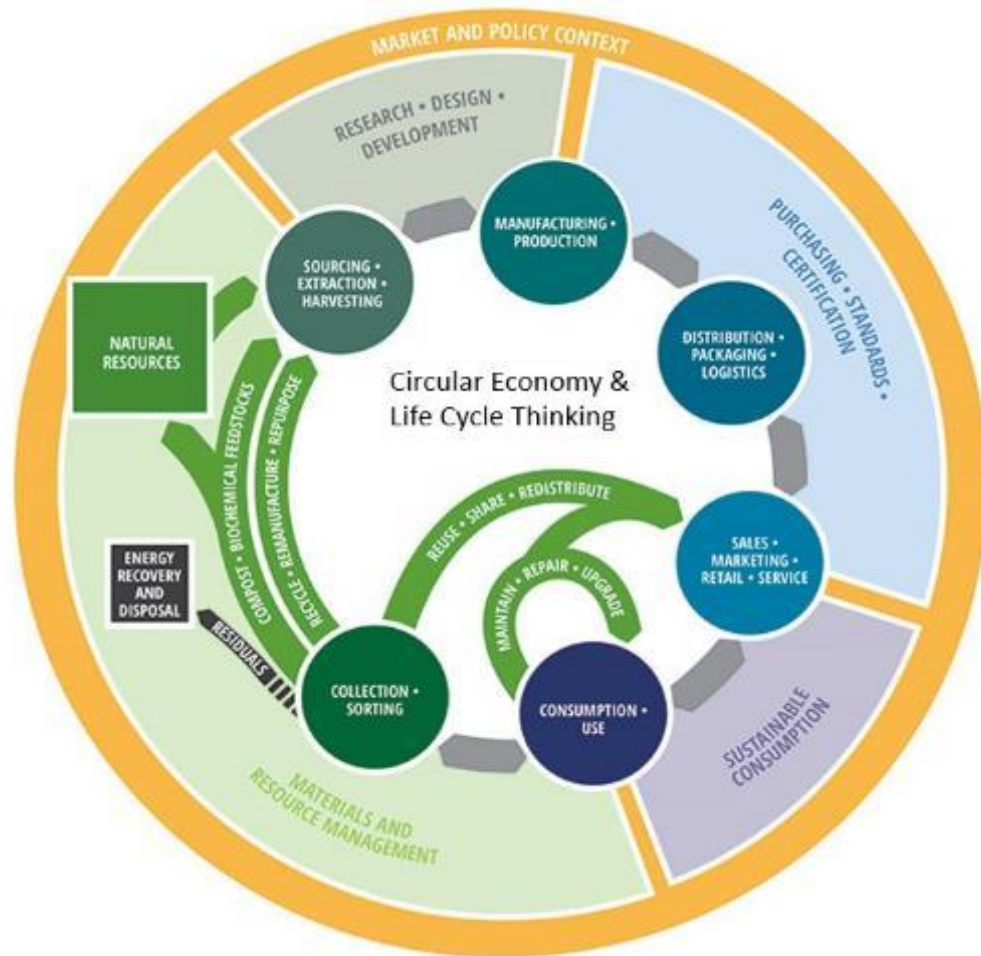 MARKET AND POLICY CONTEXT
RESEARCH • DESIGN •
DEVELOPMENT
PURCHASING • STANDARDS •
CERTIFICATION
MANUFACTURING •
PRODUCTION
SOURCING •
EXTRACTION •
HARVESTING
NATURAL
RESOURCES
DISTRIBUTION •
PACKAGING •
LOGISTICS
Circular Economy &
Life Cycle Thinking
COMPOST • BIOCHEMICAL FEEDSTOCKS
RECYCLE • REMANUFACTURE • REPURPOSE
REUSE • SHARE • REDISTRIBUTE
MAINTAIN • REPAIR • UPGRADE
SALES •
MARKETING •
RETAIL • SERVICE
ENERGY
RECOVERY
AND
DISPOSAL
RESIDUALS
COLLECTION •
SORTING
CONSUMPTION •
USE
SUSTAINABLE
CONSUMPTION
MATERIALS AND
RESOURCE MANAGEMENT